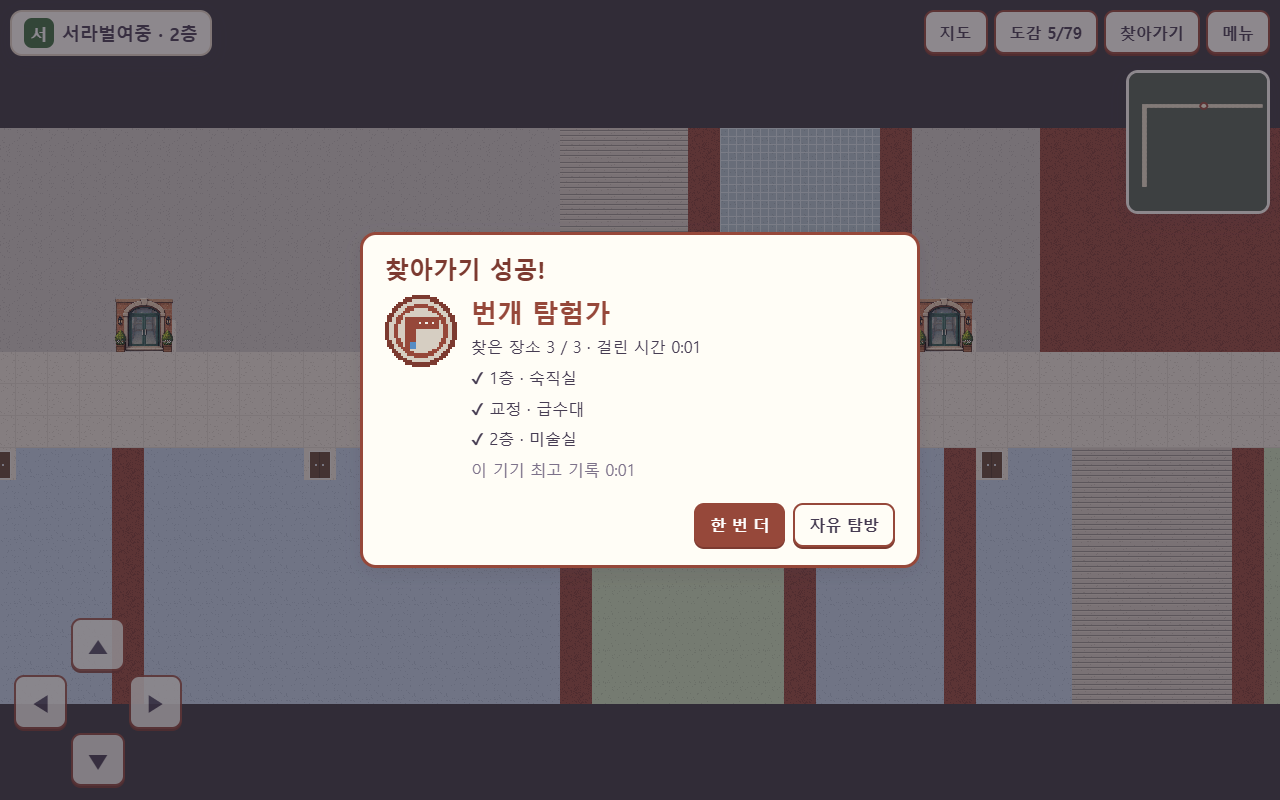 서 서라벌여중 · 2층
지도
도감 5/79
찾아가기
메뉴
찾아가기 성공!
번개 탐험가
찾은 장소 3 / 3 · 걸린 시간 0:01
✓ 1층 · 숙직실
✓ 교정 · 급수대
✓ 2층 · 미술실
이 기기 최고 기록 0:01
한 번 더
자유 탐방